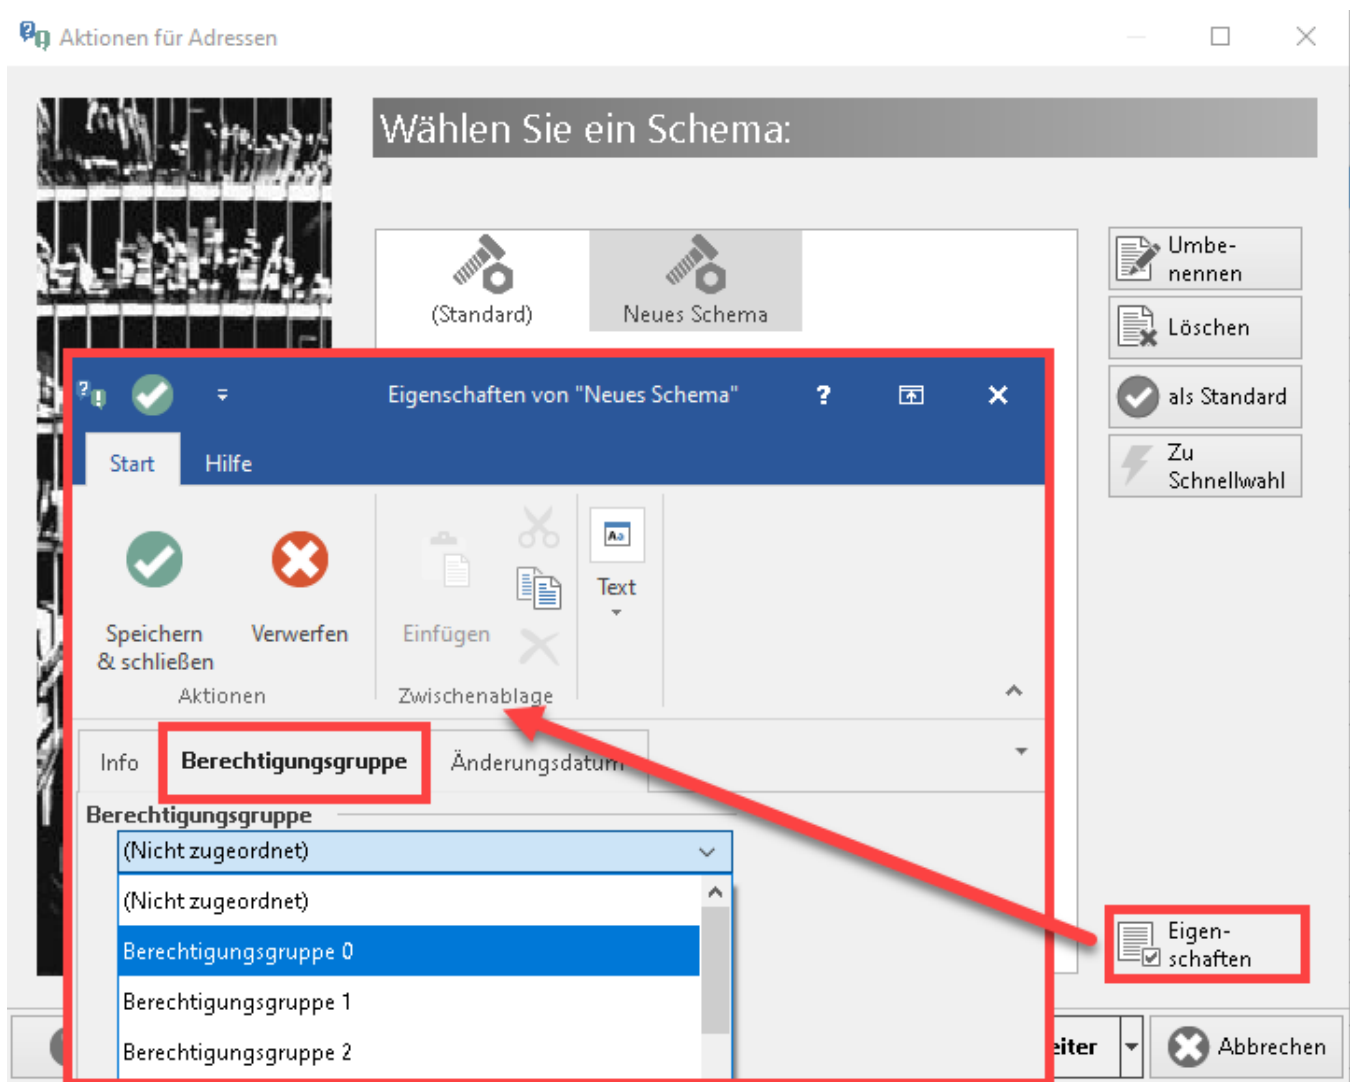 Aktionen für Adressen
Wählen Sie ein Schema:
(Standard)
Neues Schema
Umbe-
nennen
Löschen
als Standard
Zu
Schnellwahl
Eigenschaften von "Neues Schema"
?
Start
Hilfe
Speichern
& schließen
Verwerfen
Einfügen
Text
Aktionen
Zwischenablage
Info
Berechtigungsgruppe
Änderungsdatum
Berechtigungsgruppe
(Nicht zugeordnet)
(Nicht zugeordnet)
Berechtigungsgruppe 0
Berechtigungsgruppe 1
Berechtigungsgruppe 2
Eigen-
schaften
eiter
Abbrechen